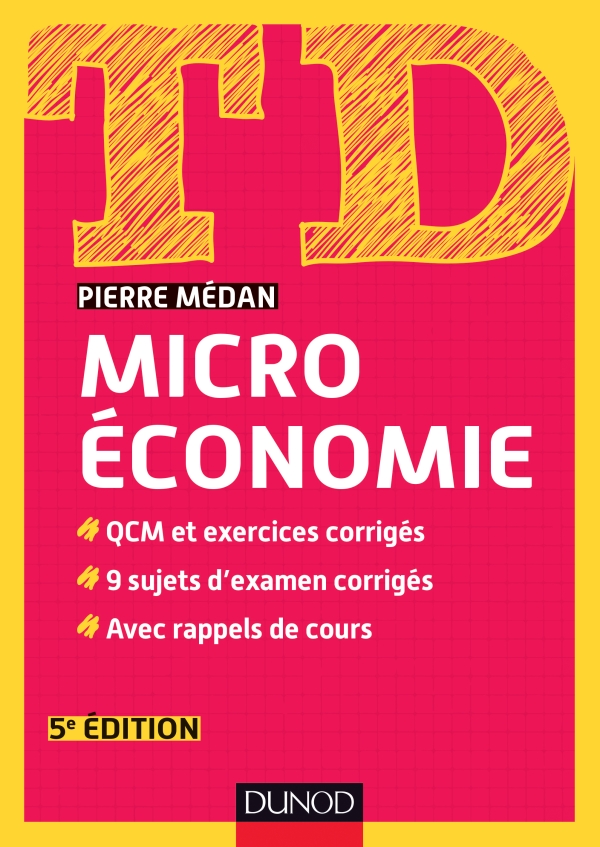 TD
PIERRE MÉDAN
MICRO
ÉCONOMIE
QCM et exercices corrigés
9 sujets d'examen corrigés
Avec rappels de cours
5e ÉDITION
DUNOD